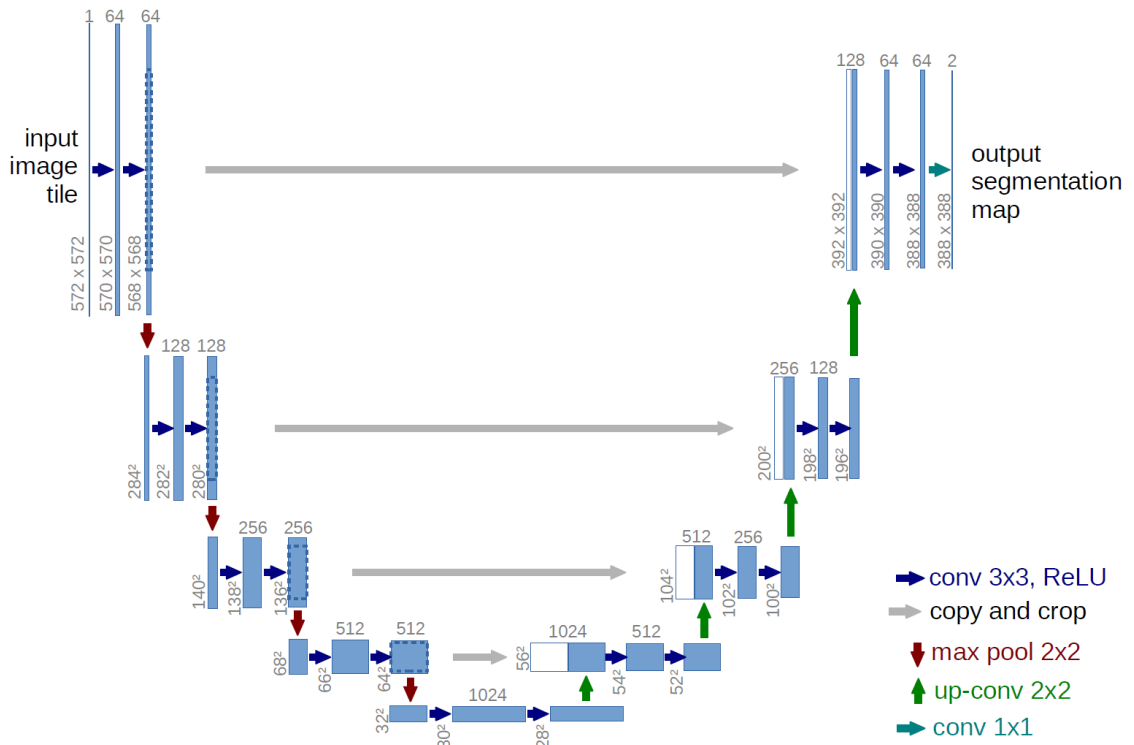 1 64 64
input
image
tile
572 x 572
570 x 570
568 x 568
128 64 64 2
output
segmentation
map
392 x 392
390 x 390
388 x 388
388 x 388
128 128
284²
282²
280²
256 128
200²
198²
196²
256 256
140²
138²
136²
512 256
104²
102²
100²
512 512
68²
66²
64²
1024 512
56²
54²
52²
1024
32²
30²
28²
conv 3x3, ReLU
copy and crop
max pool 2x2
up-conv 2x2
conv 1x1